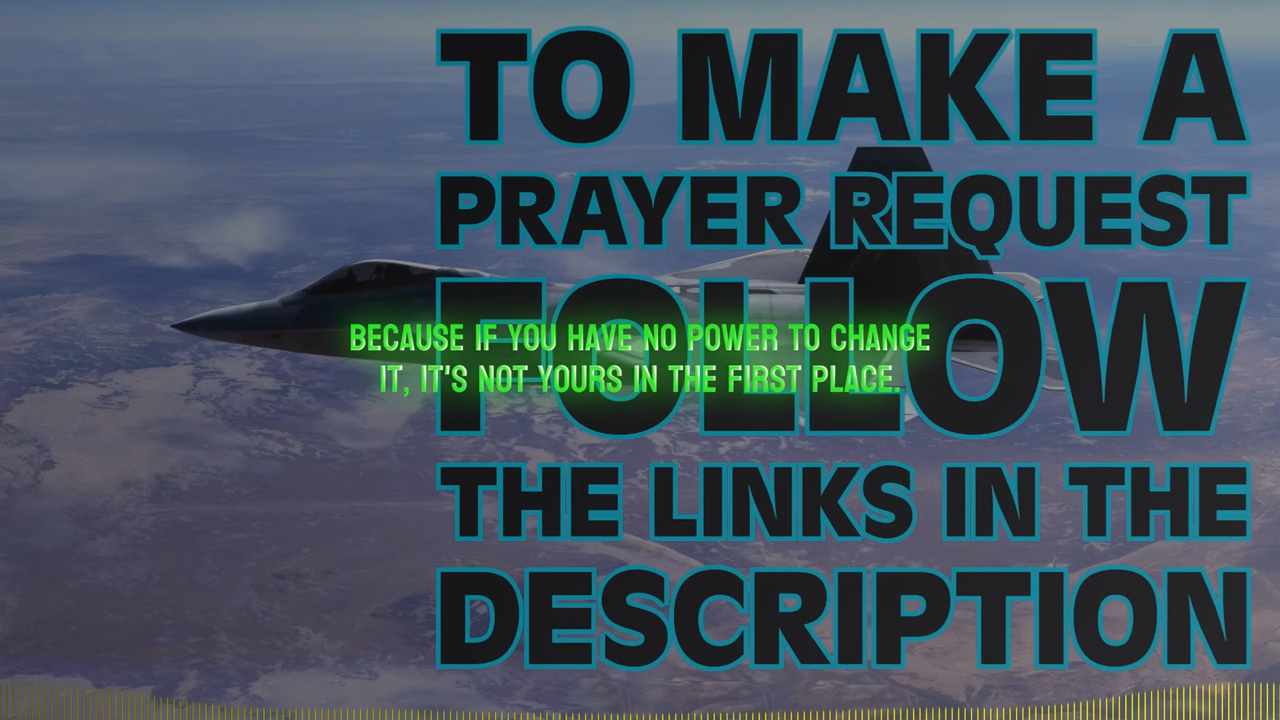 TO MAKE A
PRAYER REQUEST
FOLLOW
BECAUSE IF YOU HAVE NO POWER TO CHANGE
IT, IT'S NOT YOURS IN THE FIRST PLACE.
THE LINKS IN THE
DESCRIPTION